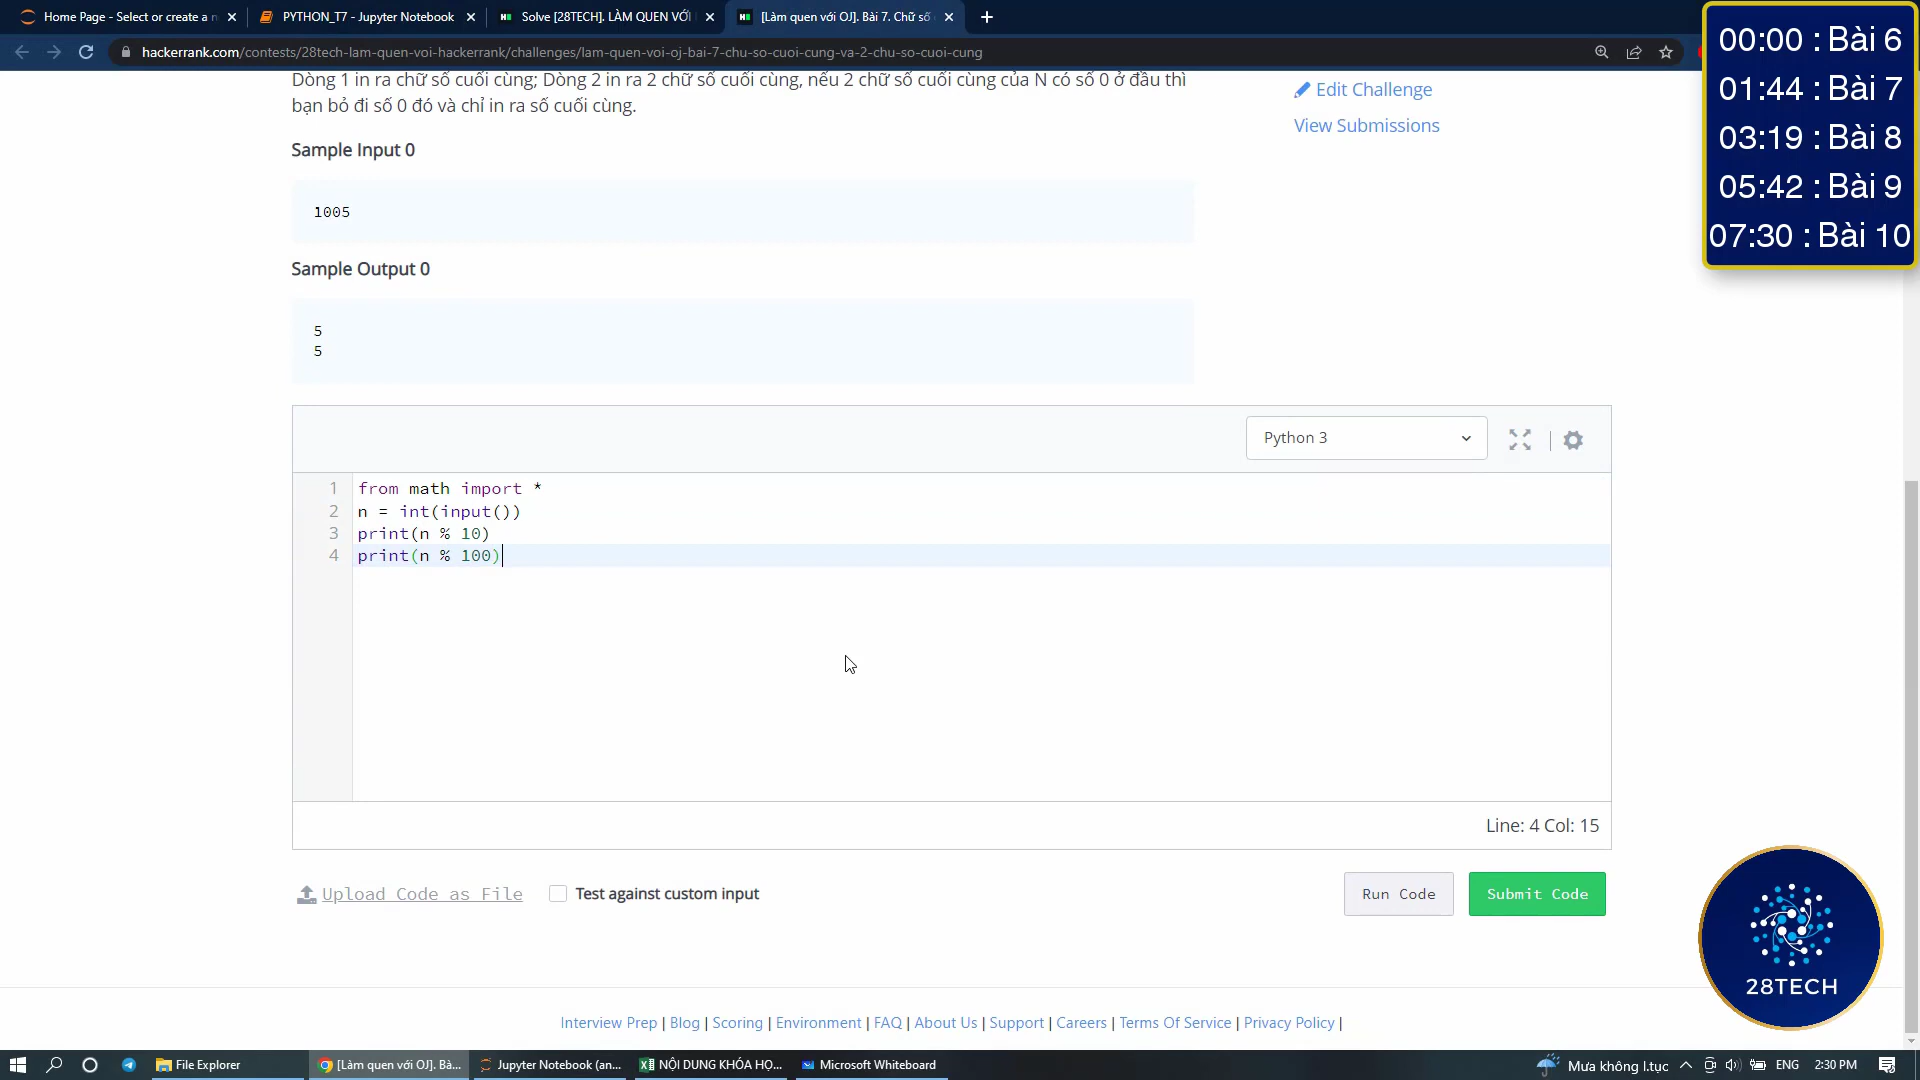 Home Page - Select or create a n
PYTHON_T7 - Jupyter Notebook
Solve [28TECH]. LÀM QUEN VỚI
[Làm quen với OJ]. Bài 7. Chữ số
hackerrank.com/contests/28tech-lam-quen-voi-hackerrank/challenges/lam-quen-voi-oj-bai-7-chu-so-cuoi-cung-va-2-chu-so-cuoi-cung
00:00 : Bài 6
01:44 : Bài 7
03:19 : Bài 8
05:42 : Bài 9
07:30 : Bài 10
Dòng 1 in ra chữ số cuối cùng; Dòng 2 in ra 2 chữ số cuối cùng, nếu 2 chữ số cuối cùng của N có số 0 ở đầu thì
bạn bỏ đi số 0 đó và chỉ in ra số cuối cùng.
Edit Challenge
View Submissions
Sample Input 0
1005
Sample Output 0
5
5
Python 3
1 from math import *
2 n = int(input())
3 print(n % 10)
4 print(n % 100)
Line: 4 Col: 15
Upload Code as File
Test against custom input
Run Code
Submit Code
28TECH
Interview Prep | Blog | Scoring | Environment | FAQ | About Us | Support | Careers | Terms Of Service | Privacy Policy |
File Explorer
[Làm quen với OJ]. Bà...
Jupyter Notebook (an...
NỘI DUNG KHÓA HỌ...
Microsoft Whiteboard
Mưa không l.tục
ENG
2:30 PM